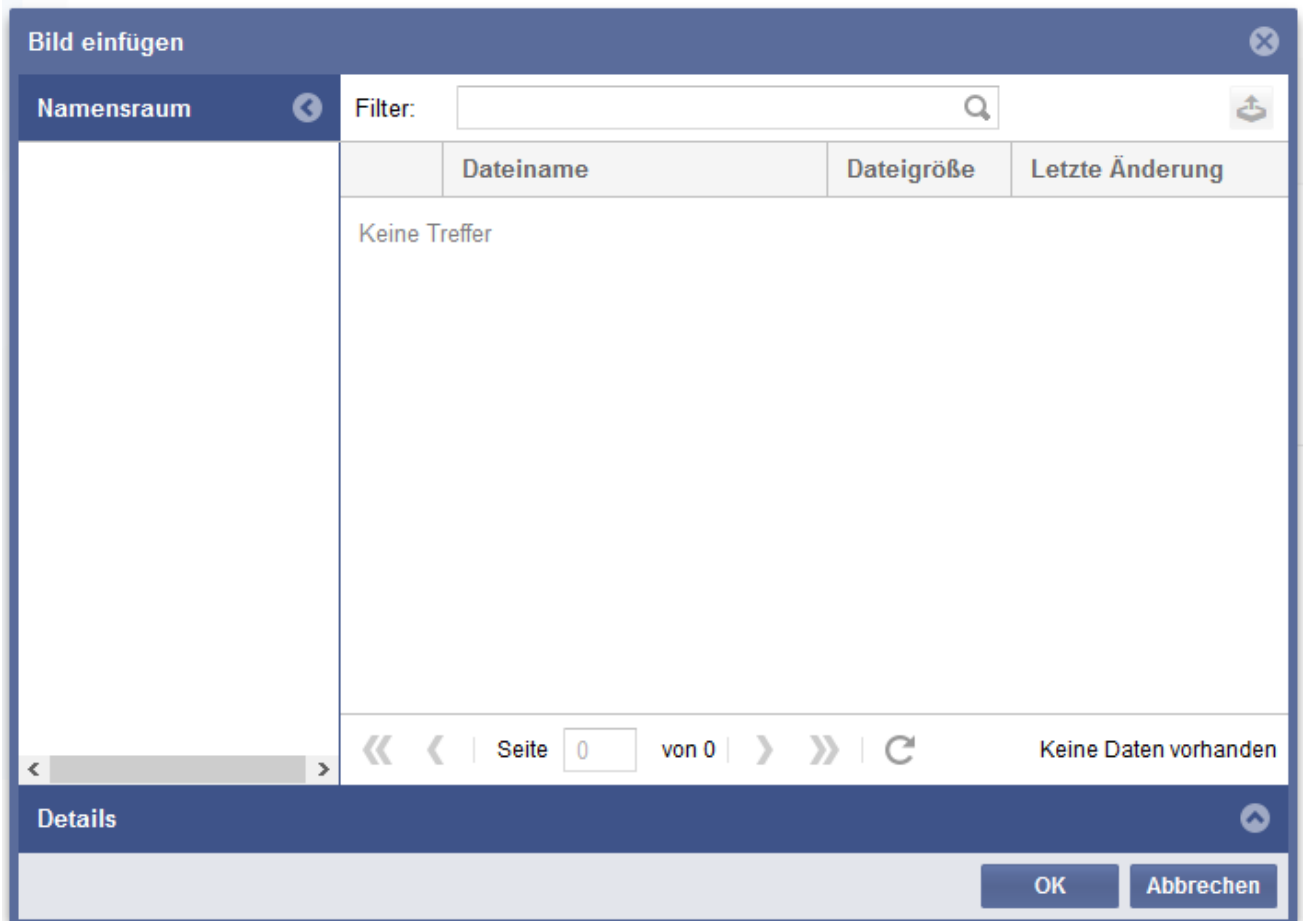 Bild einfügen
Namensraum
Filter:
Dateiname Dateigröße Letzte Änderung
Keine Treffer
Seite 0 von 0 Keine Daten vorhanden
Details
OK Abbrechen